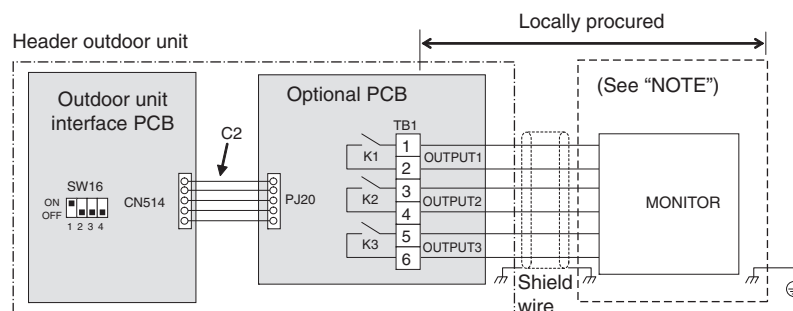 Locally procured
Header outdoor unit
Outdoor unit
interface PCB
Optional PCB
(See “NOTE”)
C2
TB1
1
K1
OUTPUT1
2
SW16
ON
OFF
1 2 3 4
CN514
PJ20
3
K2
OUTPUT2
4
MONITOR
5
K3
OUTPUT3
6
Shield
wire